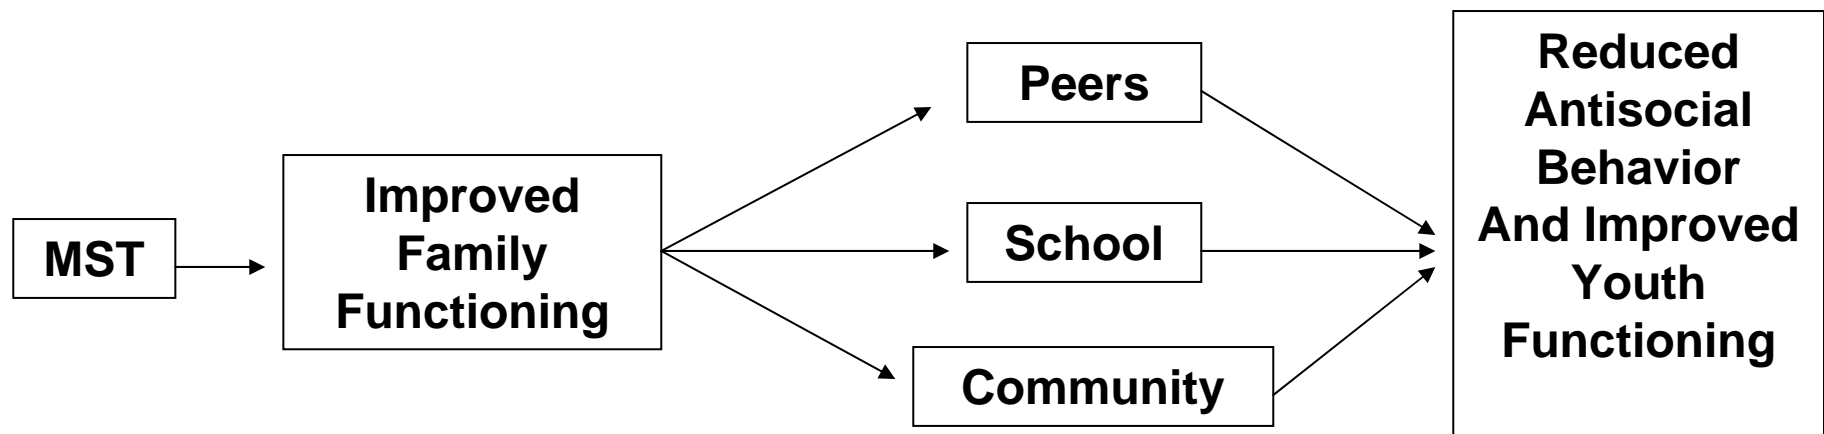 MST
Improved
Family
Functioning
Peers
School
Community
Reduced
Antisocial
Behavior
And Improved
Youth
Functioning